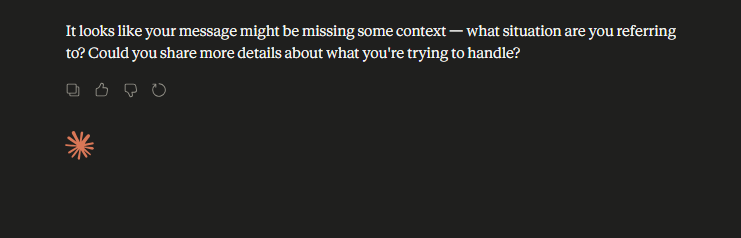 It looks like your message might be missing some context — what situation are you referring
to? Could you share more details about what you're trying to handle?